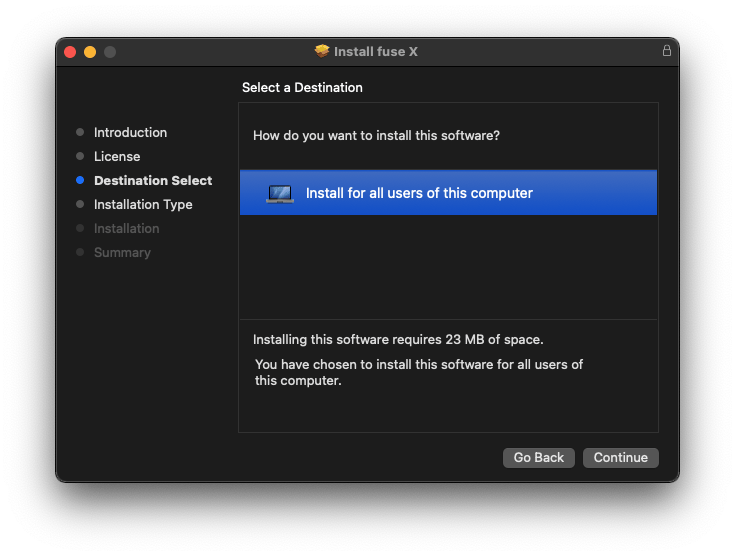 Install fuse X
Select a Destination
Introduction
License
Destination Select
Installation Type
Installation
Summary
How do you want to install this software?
Install for all users of this computer
Installing this software requires 23 MB of space.
You have chosen to install this software for all users of
this computer.
Go Back
Continue